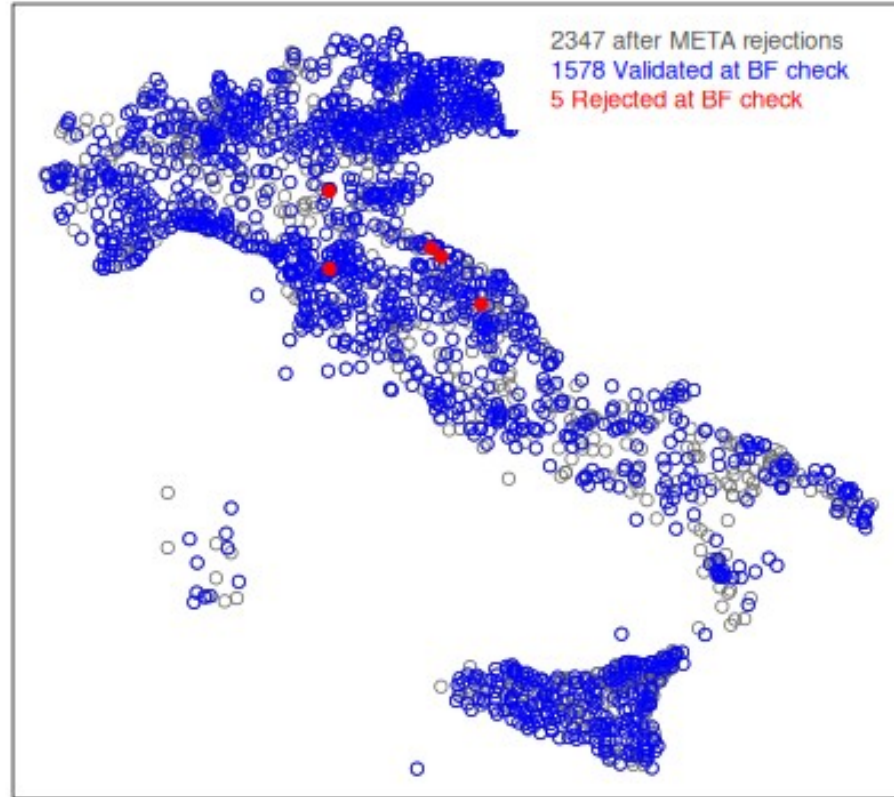 2347 after META rejections
1578 Validated at BF check
5 Rejected at BF check